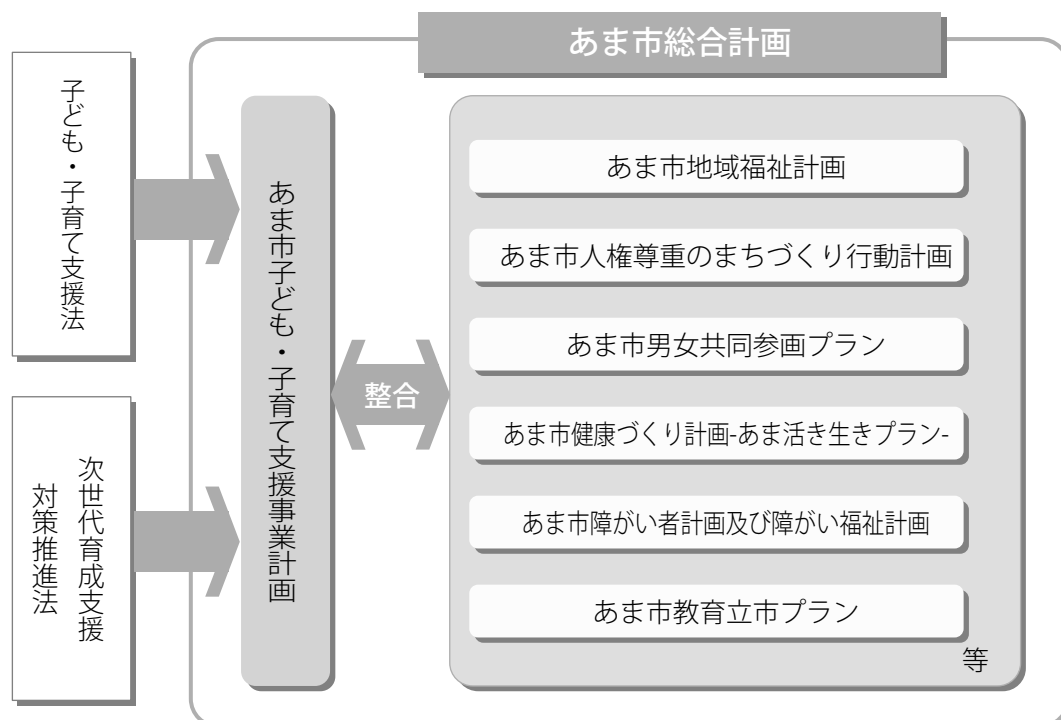 あま市総合計画
子ども・子育て支援法
次世代育成支援
対策推進法
あま市子ども・子育て支援事業計画
整合
あま市地域福祉計画
あま市人権尊重のまちづくり行動計画
あま市男女共同参画プラン
あま市健康づくり計画-あま活き生きプラン-
あま市障がい者計画及び障がい福祉計画
あま市教育立市プラン
等